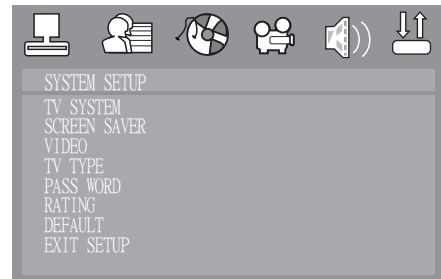 SYSTEM SETUP
TV SYSTEM
SCREEN SAVER
VIDEO
TV TYPE
PASS WORD
RATING
DEFAULT
EXIT SETUP